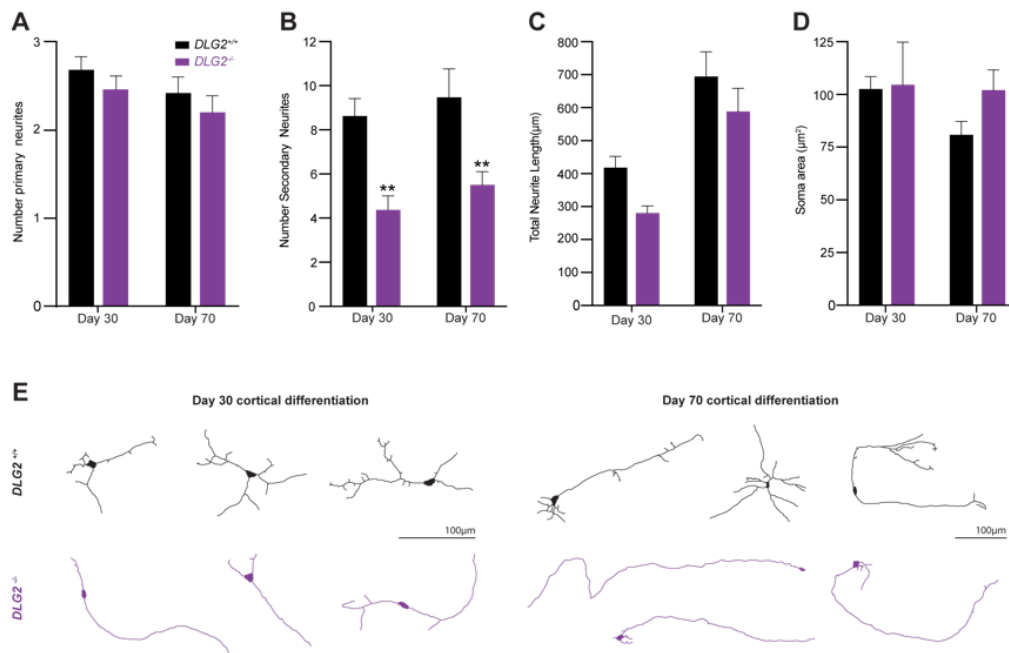 A
Number primary neurites
3
2
1
0
Day 30
Day 70
DLG2+/+
DLG2-/-
B
Number Secondary Neurites
12
10
8
6
4
2
0
**
**
Day 30
Day 70
C
Total Neurite Length(µm)
800
700
600
500
400
300
200
100
0
Day 30
Day 70
D
Soma area (µm²)
125
100
75
50
25
0
Day 30
Day 70
E
Day 30 cortical differentiation
Day 70 cortical differentiation
DLG2 +/+
100µm
100µm
DLG2 -/-